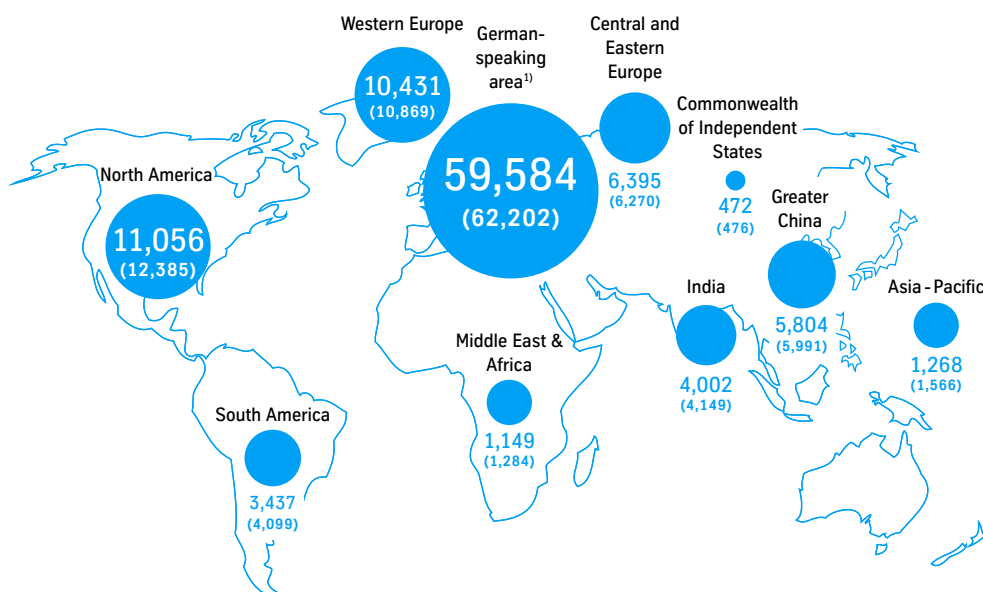 Western Europe
10,431
(10,869)
German-
speaking
area1)
59,584
(62,202)
Central and
Eastern
Europe
6,395
(6,270)
Commonwealth
of Independent
States
472
(476)
North America
11,056
(12,385)
Greater
China
5,804
(5,991)
India
4,002
(4,149)
Asia-Pacific
1,268
(1,566)
Middle East &
Africa
1,149
(1,284)
South America
3,437
(4,099)